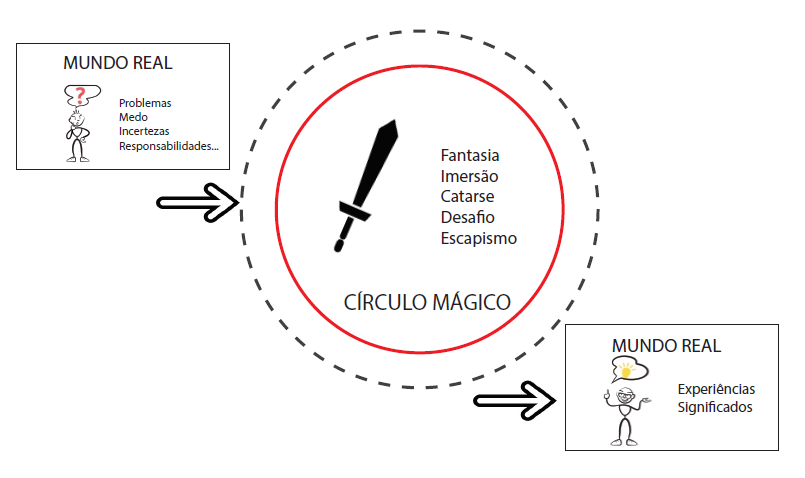 MUNDO REAL
?
Problemas
Medo
Incertezas
Responsabilidades...
Fantasia
Imersão
Catarse
Desafio
Escapismo
CÍRCULO MÁGICO
MUNDO REAL
Experiências
Significados